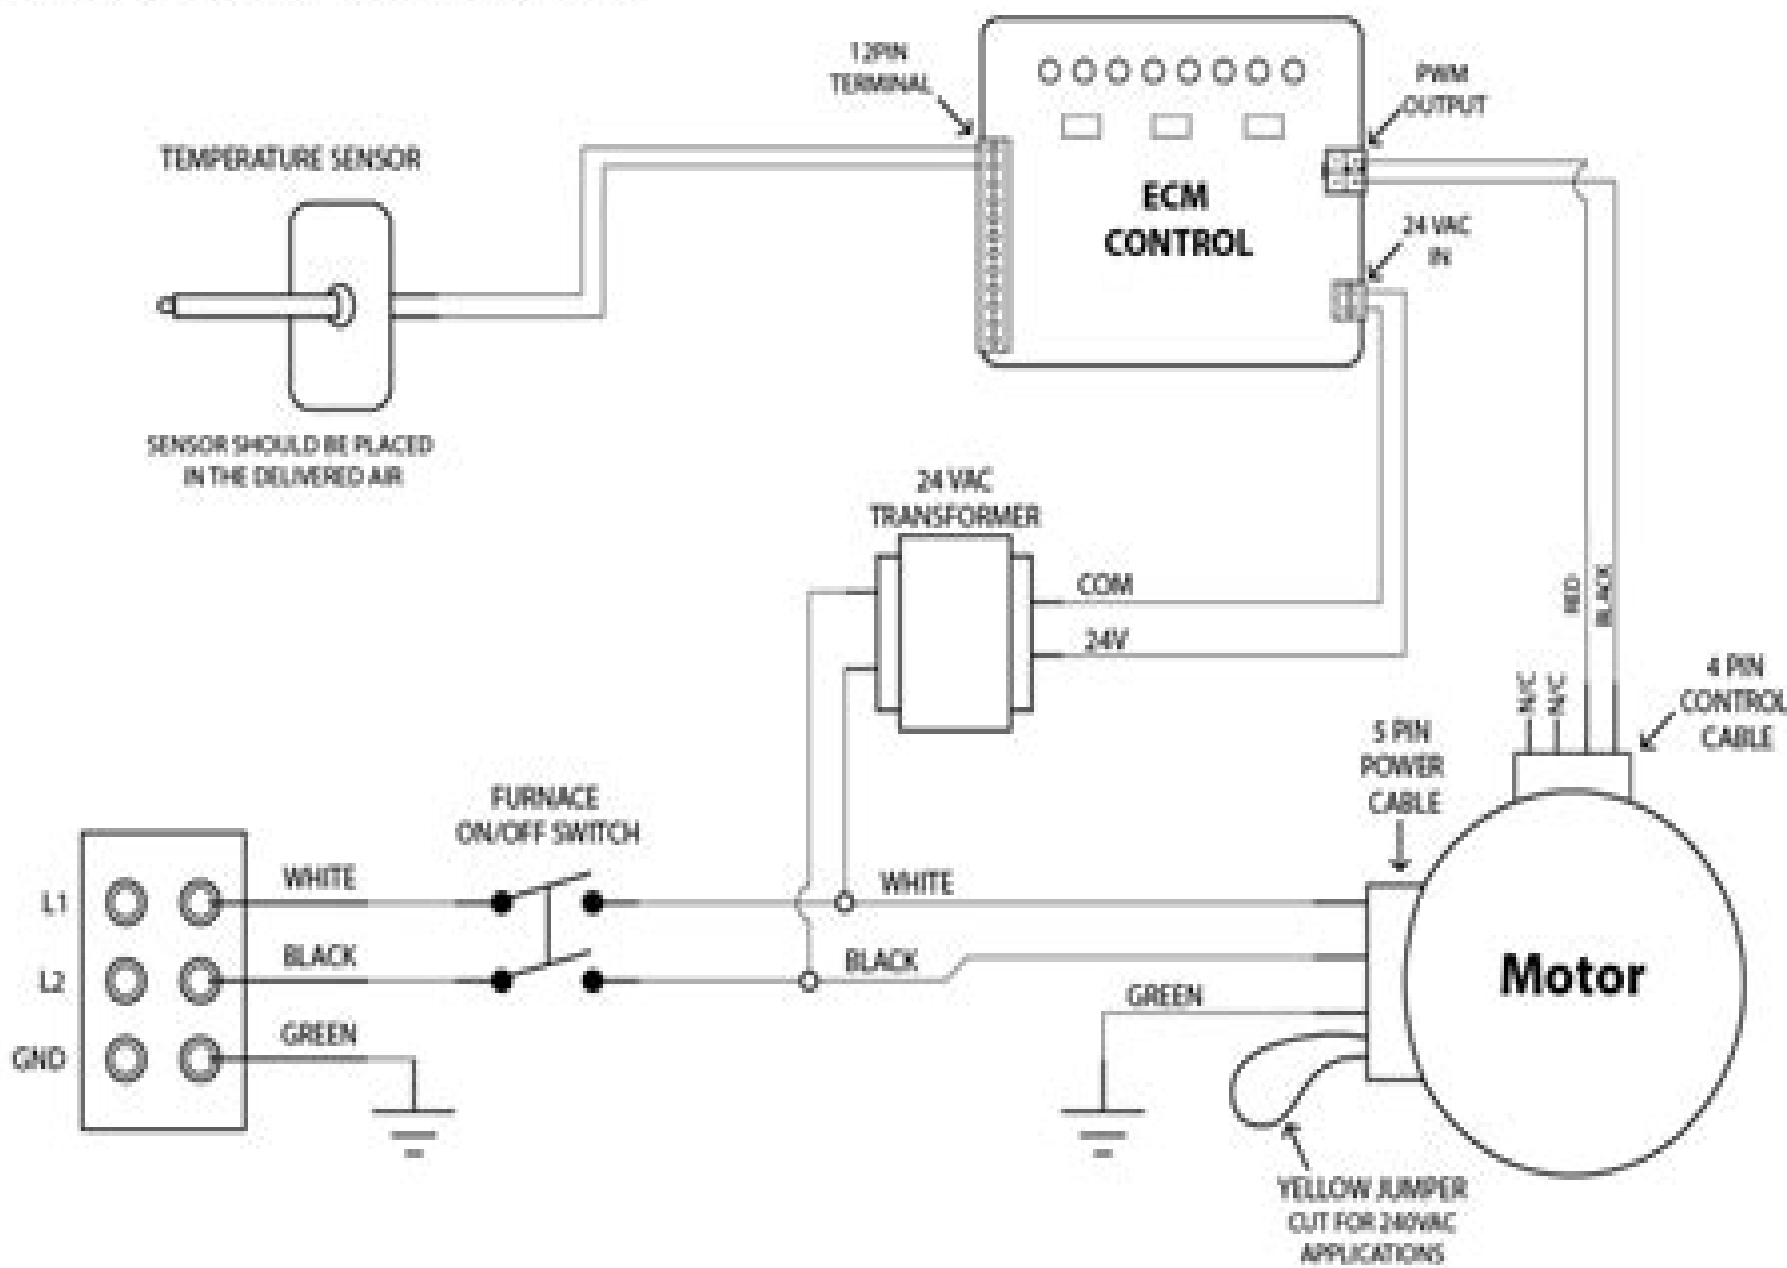 12PIN
TERMINAL
PWM
OUTPUT
TEMPERATURE SENSOR
ECM
CONTROL
24 VAC
IN
SENSOR SHOULD BE PLACED
IN THE DELIVERED AIR
24 VAC
TRANSFORMER
COM
24V
RED
BLACK
N/C
N/C
4 PIN
CONTROL
CABLE
5 PIN
POWER
CABLE
FURNACE
ON/OFF SWITCH
L1
WHITE
WHITE
L2
BLACK
BLACK
Motor
GREEN
GND
GREEN
YELLOW JUMPER
CUT FOR 240VAC
APPLICATIONS